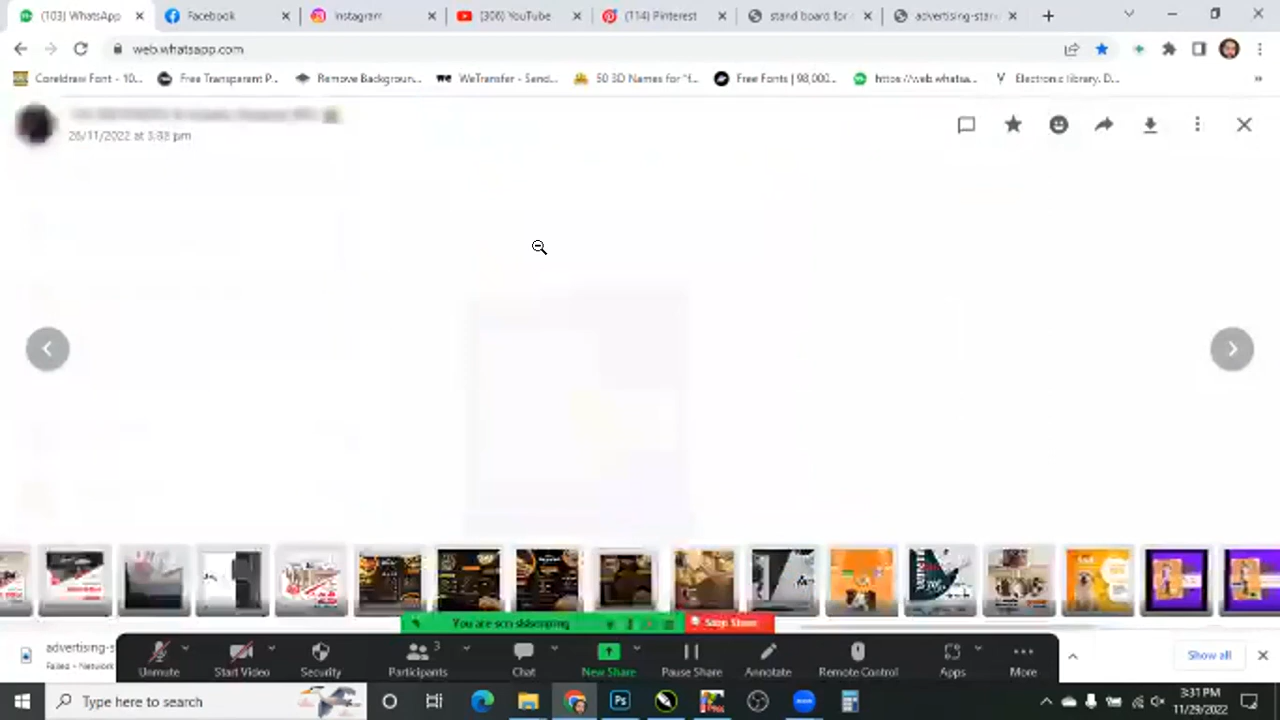 (103) WhatsApp
Facebook
Instagram
(306) YouTube
(114) Pinterest
stand board for
advertising-stan
web.whatsapp.com
Coreldraw Font - 10...
Free Transparent P...
Remove Backgroun...
WeTransfer - Send...
50 3D Names for "f...
Free Fonts | 98,000...
https://web.whatsa...
Electronic library. D...
26/11/2022 at
pm
You are
Stop Share
advertising-s
Failed - Network
Show all
Unmute
Start Video
Security
Participants
3
Chat
New Share
Pause Share
Annotate
Remote Control
Apps
More
Type here to search
3:31 PM
11/29/2022